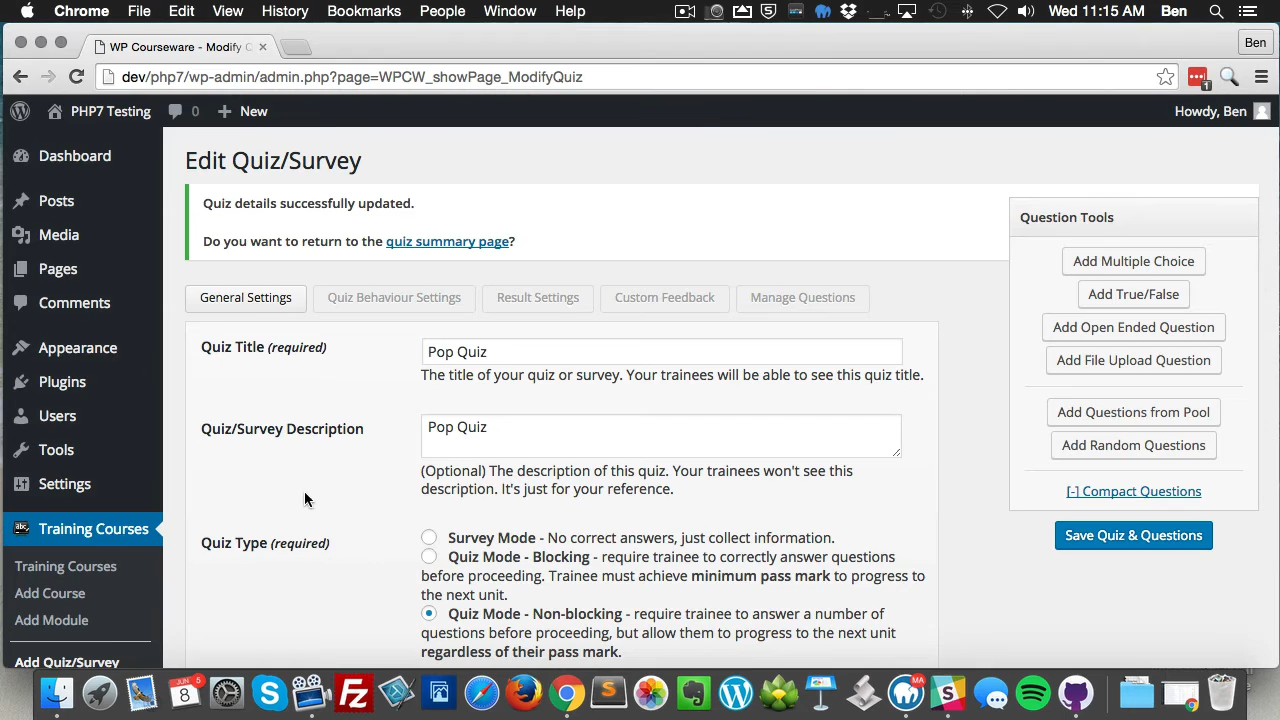 Chrome File Edit View History Bookmarks People Window Help Wed 11:15 AM Ben
WP Courseware - Modify Q Ben
dev/php7/wp-admin/admin.php?page=WPCW_showPage_ModifyQuiz 1
PHP7 Testing 0 New Howdy, Ben
Dashboard
Posts
Media
Pages
Comments
Appearance
Plugins
Users
Tools
Settings
abc Training Courses
Training Courses
Add Course
Add Module
Add Quiz/Survey
Edit Quiz/Survey
Quiz details successfully updated.
Do you want to return to the quiz summary page?
General Settings Quiz Behaviour Settings Result Settings Custom Feedback Manage Questions
Quiz Title (required) Pop Quiz
The title of your quiz or survey. Your trainees will be able to see this quiz title.
Quiz/Survey Description Pop Quiz
(Optional) The description of this quiz. Your trainees won't see this
description. It's just for your reference.
Quiz Type (required) Survey Mode - No correct answers, just collect information.
Quiz Mode - Blocking - require trainee to correctly answer questions
before proceeding. Trainee must achieve minimum pass mark to progress to
the next unit.
Quiz Mode - Non-blocking - require trainee to answer a number of
questions before proceeding, but allow them to progress to the next unit
regardless of their pass mark.
Question Tools
Add Multiple Choice
Add True/False
Add Open Ended Question
Add File Upload Question
Add Questions from Pool
Add Random Questions
[-] Compact Questions
Save Quiz & Questions
JUN 5
8
MA